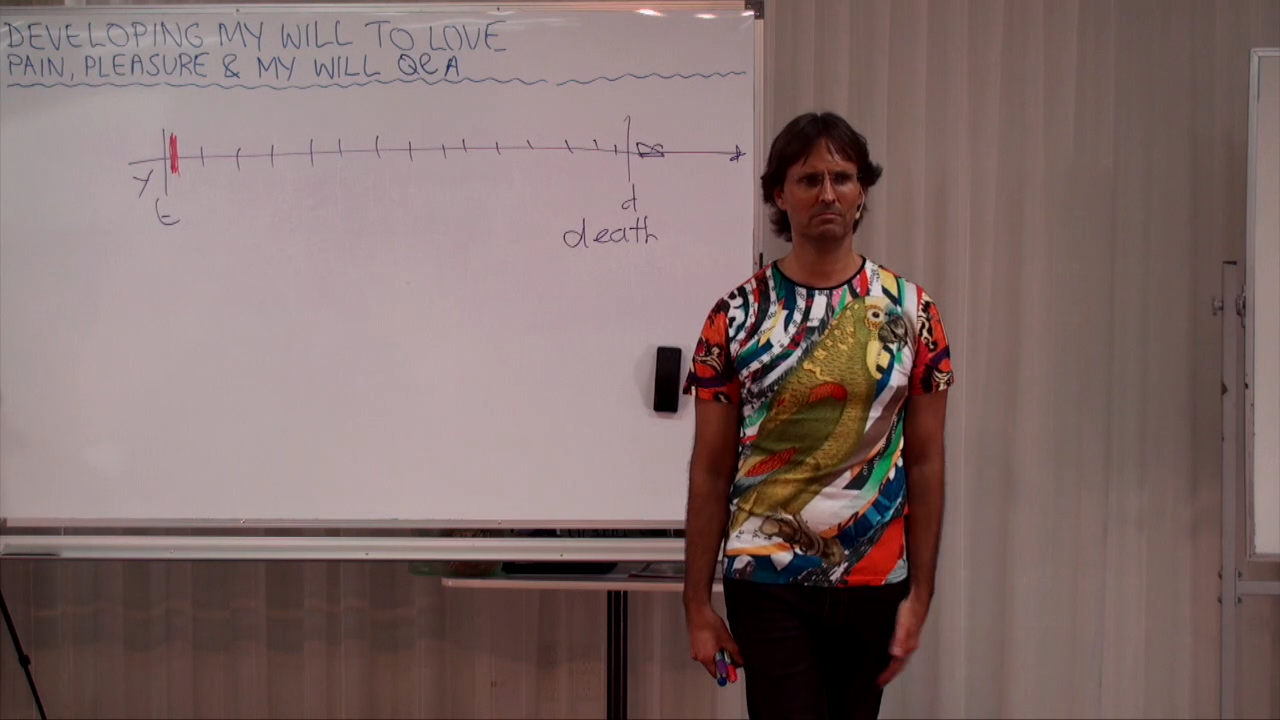 DEVELOPING MY WILL TO LOVE
PAIN, PLEASURE & MY WILL Q&A
y
t
d
death